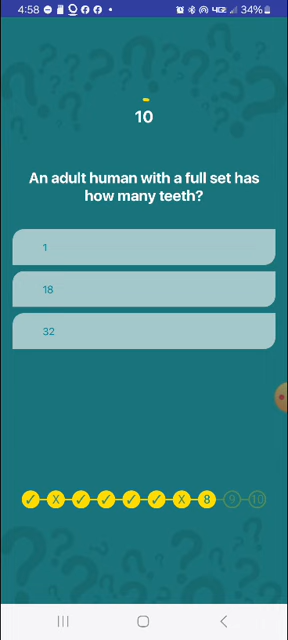 4:58 34%
10
An adult human with a full set has
how many teeth?
1
18
32
✓ X ✓ ✓ ✓ ✓ X 8 9 10